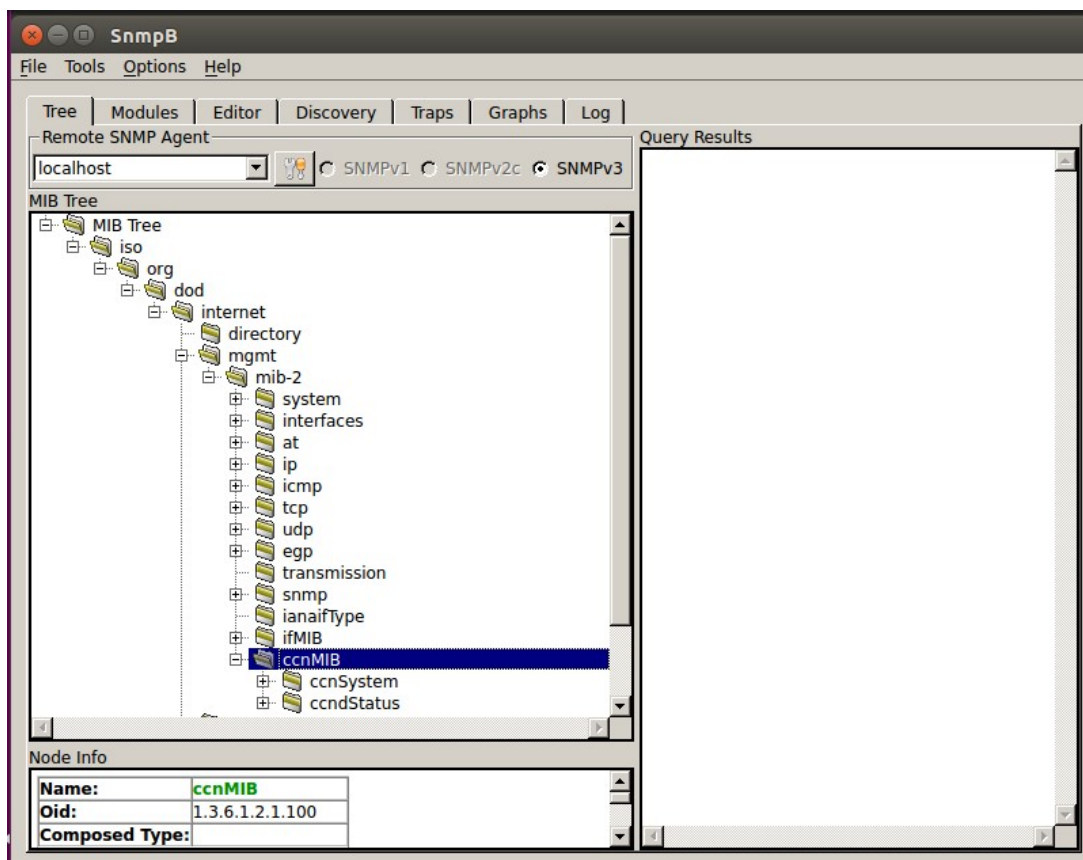 SnmpB
File Tools Options Help
Tree Modules Editor Discovery Traps Graphs Log
Remote SNMP Agent
localhost SNMPv1 SNMPv2c SNMPv3
MIB Tree
MIB Tree
iso
org
dod
internet
directory
mgmt
mib-2
system
interfaces
at
ip
icmp
tcp
udp
egp
transmission
snmp
ianaifType
ifMIB
ccnMIB
ccnSystem
ccndStatus
Node Info
Name: ccnMIB
Oid: 1.3.6.1.2.1.100
Composed Type:
Query Results